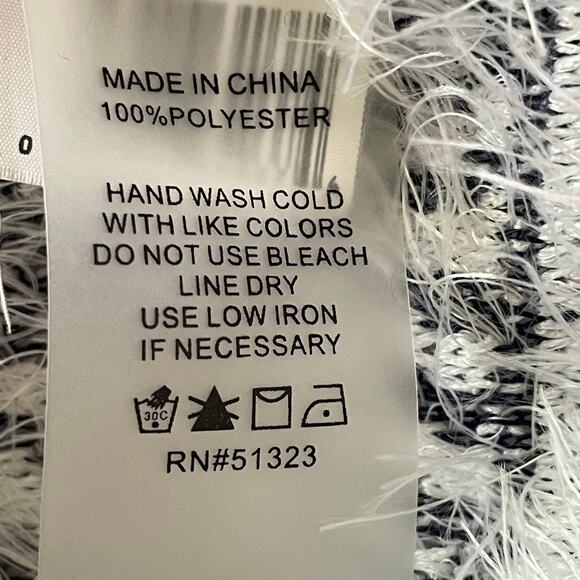 MADE IN CHINA
100%POLYESTER
HAND WASH COLD
WITH LIKE COLORS
DO NOT USE BLEACH
LINE DRY
USE LOW IRON
IF NECESSARY
30C
RN#51323
0